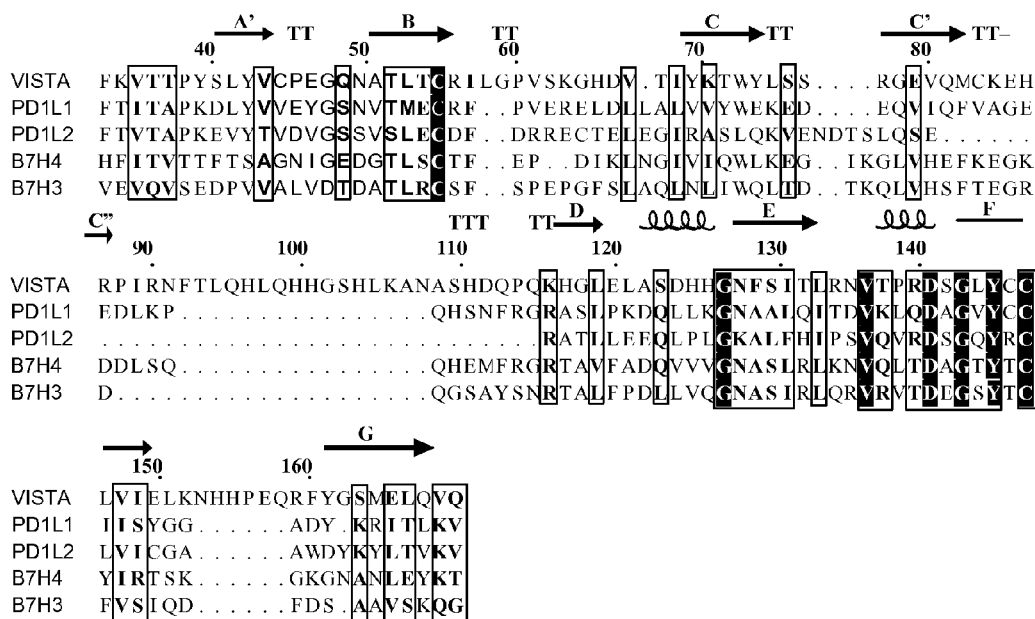 A' TT B TT C TT C' TT–
40 50 60 70 80
VISTA FKVTTPYSLYVCPEGQNATLTCRILGPVSKGHDV.TIYKTWYLSS....RGEVQMCKEH
PD1L1 FTITAPKDLYVVEYGSNVTMECRF..PVERELDLLALVVYWEKED....EQVIQFVAGE
PD1L2 FTVTAPKEVYTVDVGSSVSLECDF..DRRECTELEGIRASLQKVENDTSLQSE......
B7H4 HFITVTTFTSAGNIGEDGTLSCTF..EP..DIKLNGIVIQWLKEG..IKGLVHEFKEGK
B7H3 VEVQVSEDPVVALVDTDATLRCSF..SPEPGFSLAQLNLIWQLTD..TKQLVHSFTEGR
C" TTT TT D E F
90 100 110 120 130 140
VISTA RPIRNFTLQHLQHHGSHLKANASHDQPQKHGLELASDHHGNFSITLRNVTPRDSGLYCC
PD1L1 EDLKP.................QHSNFRGRASLPKDQLLKGNAALQITDVKLQDAGVYCC
PD1L2 .............................RATLLEEQLPLGKALFHIPSVQVRDSGQYRC
B7H4 DDLSQ.................QHEMFRGRTAVFADQVVVGNASLRLKNVQLTDAGTYTC
B7H3 D.....................QGSAYSNRTALFPDLLVQGNASIRLQRVRVTDEGSYTC
G
150 160
VISTA LVIELKNHHPEQRFYGSMELQVQ
PD1L1 IISYGG......ADY.KRITLKV
PD1L2 LVICGA......AWDYKYLTVKV
B7H4 YIRTSK......GKGNANLEYKT
B7H3 FVSIQD......FDS.AAVSKQG